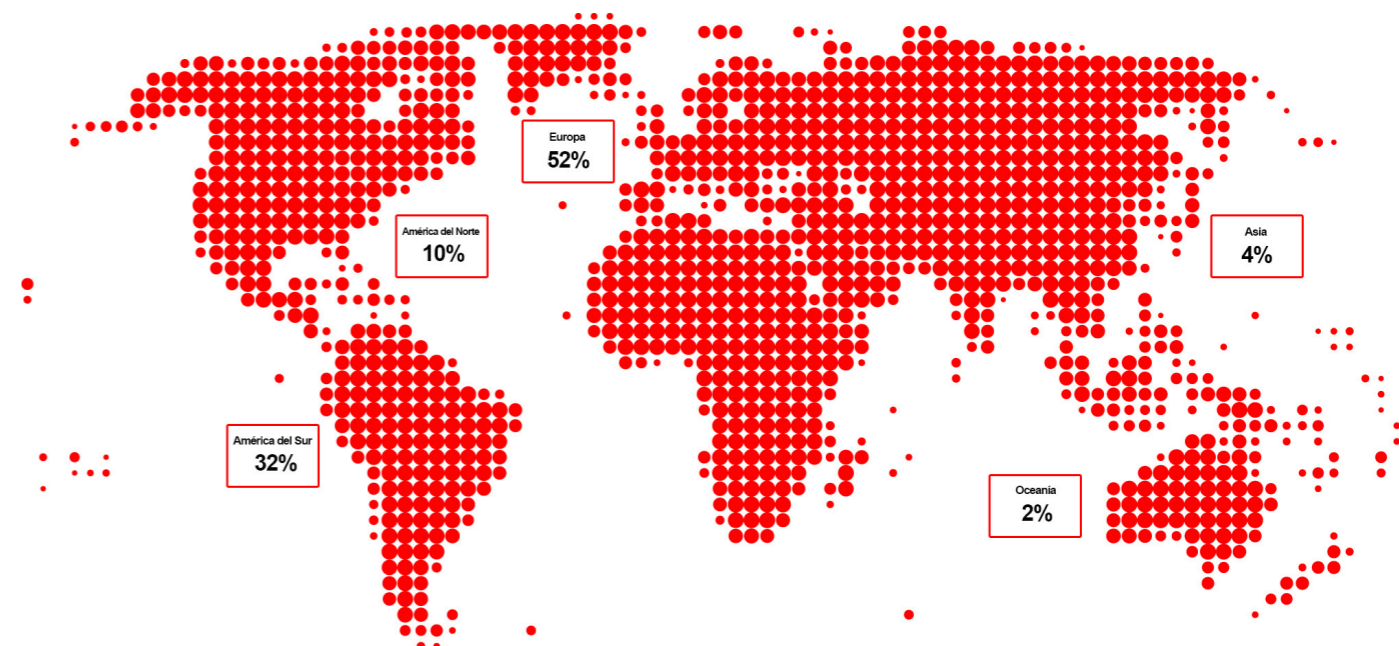 Europa
52%
América del Norte
10%
Asia
4%
América del Sur
32%
Oceanía
2%